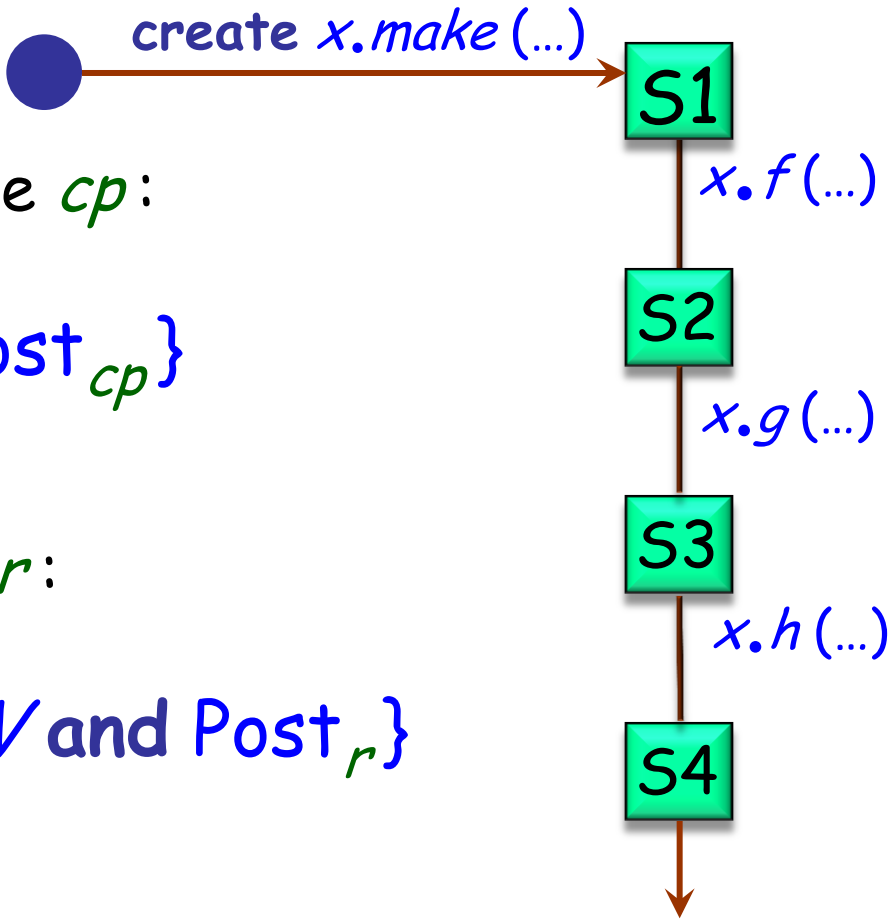 create x.make (…)
S1
x.f (…)
e cp :
S2
ost cp }
x.g (…)
S3
r :
x.h (…)
V and Post r }
S4